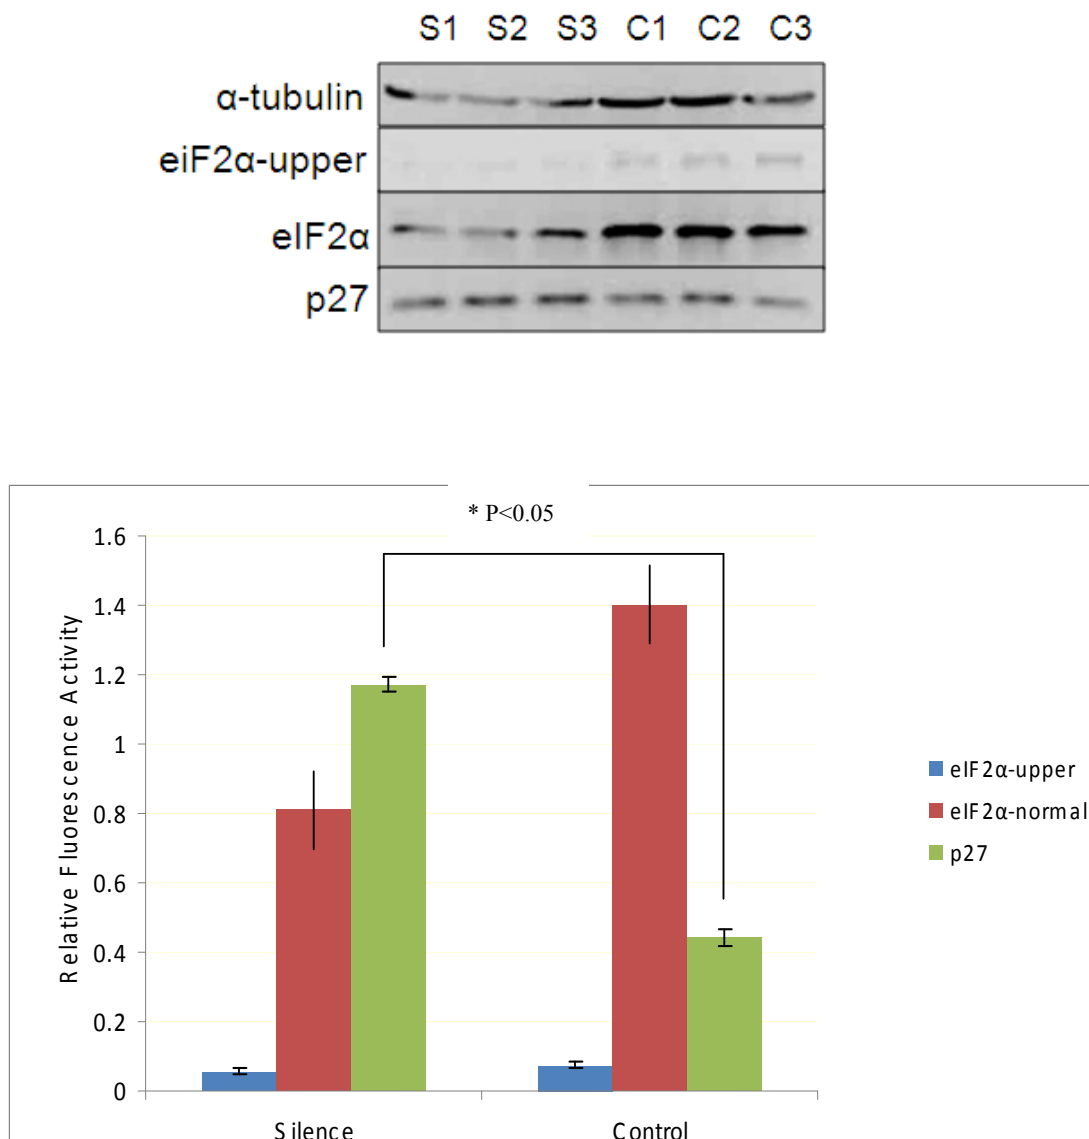 S1 S2 S3 C1 C2 C3
α-tubulin
eiF2α-upper
eIF2α
p27
* P<0.05
1.6
1.4
1.2
1
0.8
0.6
0.4
0.2
0
Relative Fluorescence Activity
eIF2α-upper
eIF2α-normal
p27
Silence Control